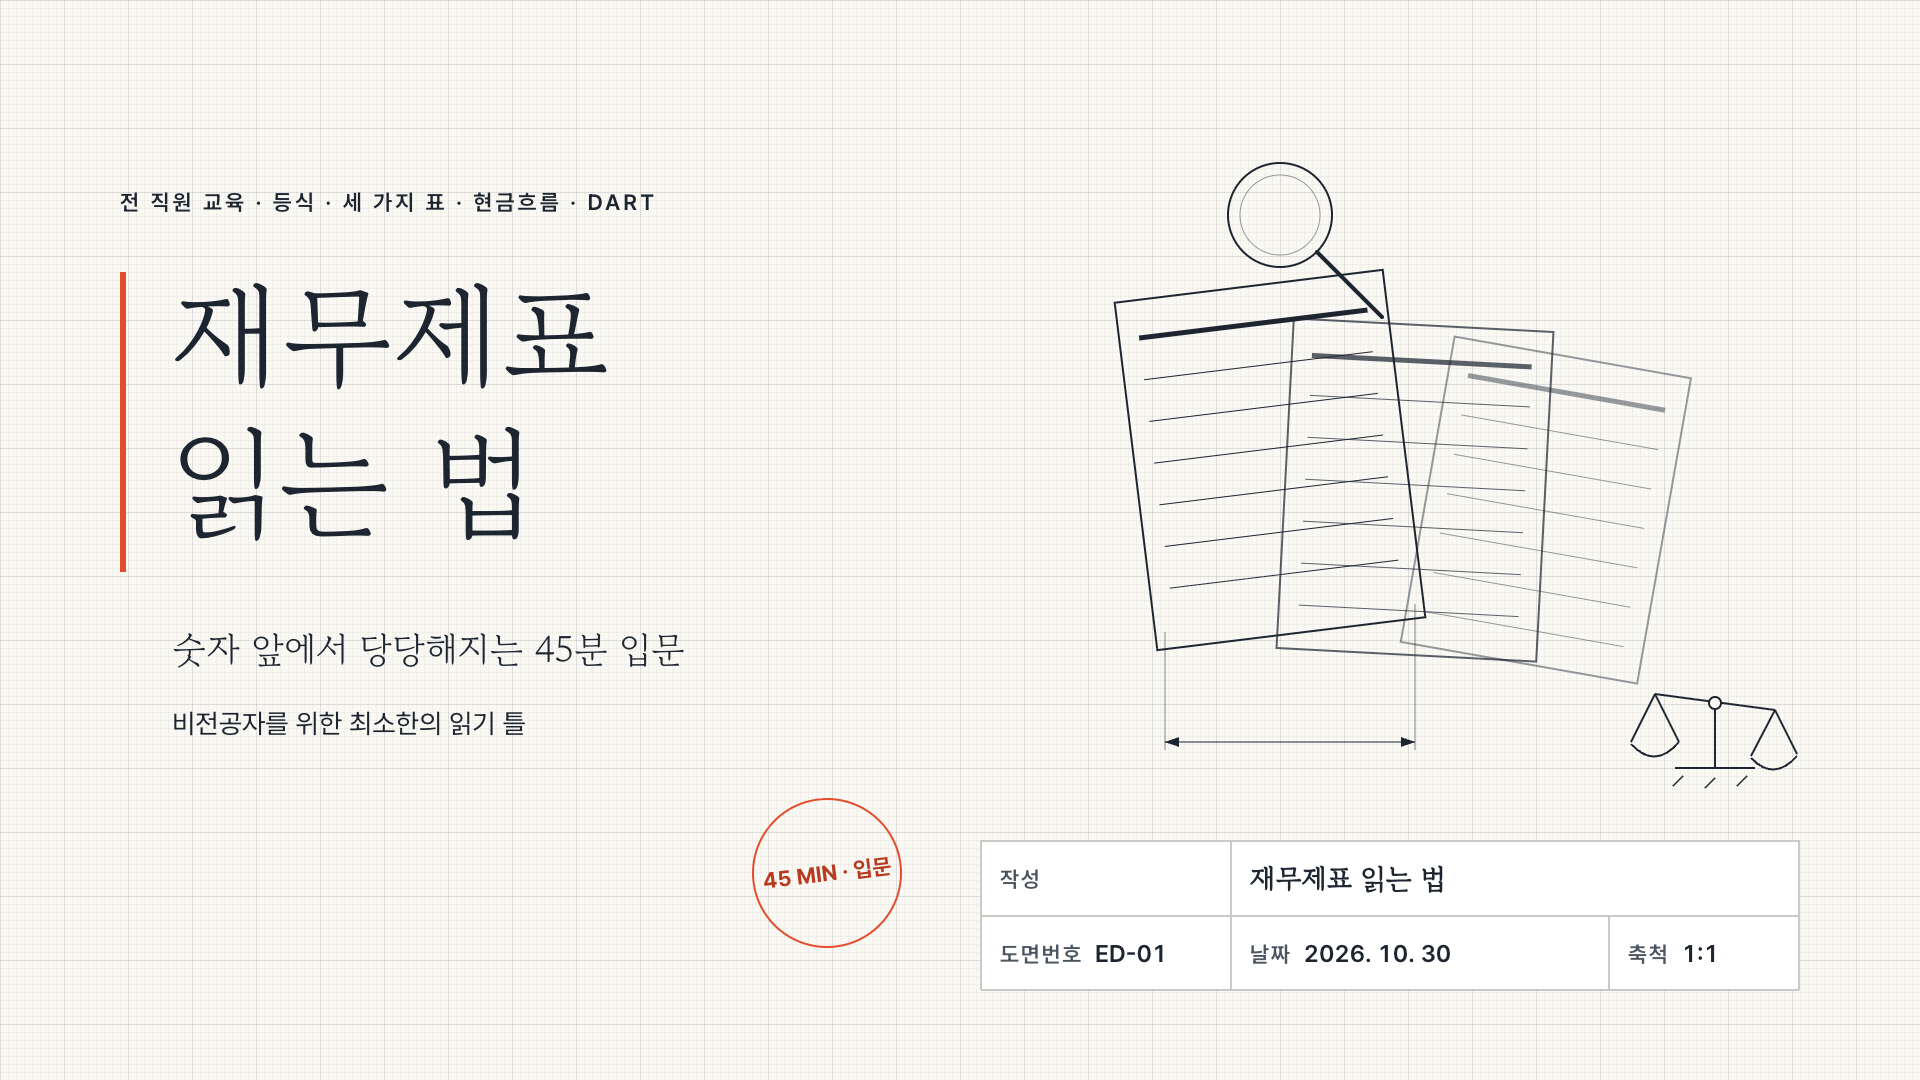 전 직원 교육 · 등식 · 세 가지 표 · 현금흐름 · DART
재무제표
읽는 법
숫자 앞에서 당당해지는 45분 입문
비전공자를 위한 최소한의 읽기 틀
45 MIN · 입문
작성 재무제표 읽는 법
도면번호 ED-01 날짜 2026. 10. 30 축척 1:1